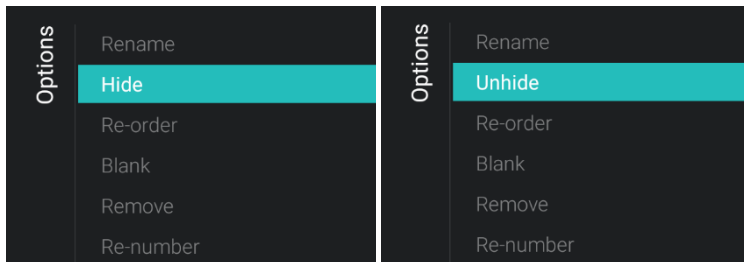 Options
Rename
Hide
Re-order
Blank
Remove
Re-number
Options
Rename
Unhide
Re-order
Blank
Remove
Re-number